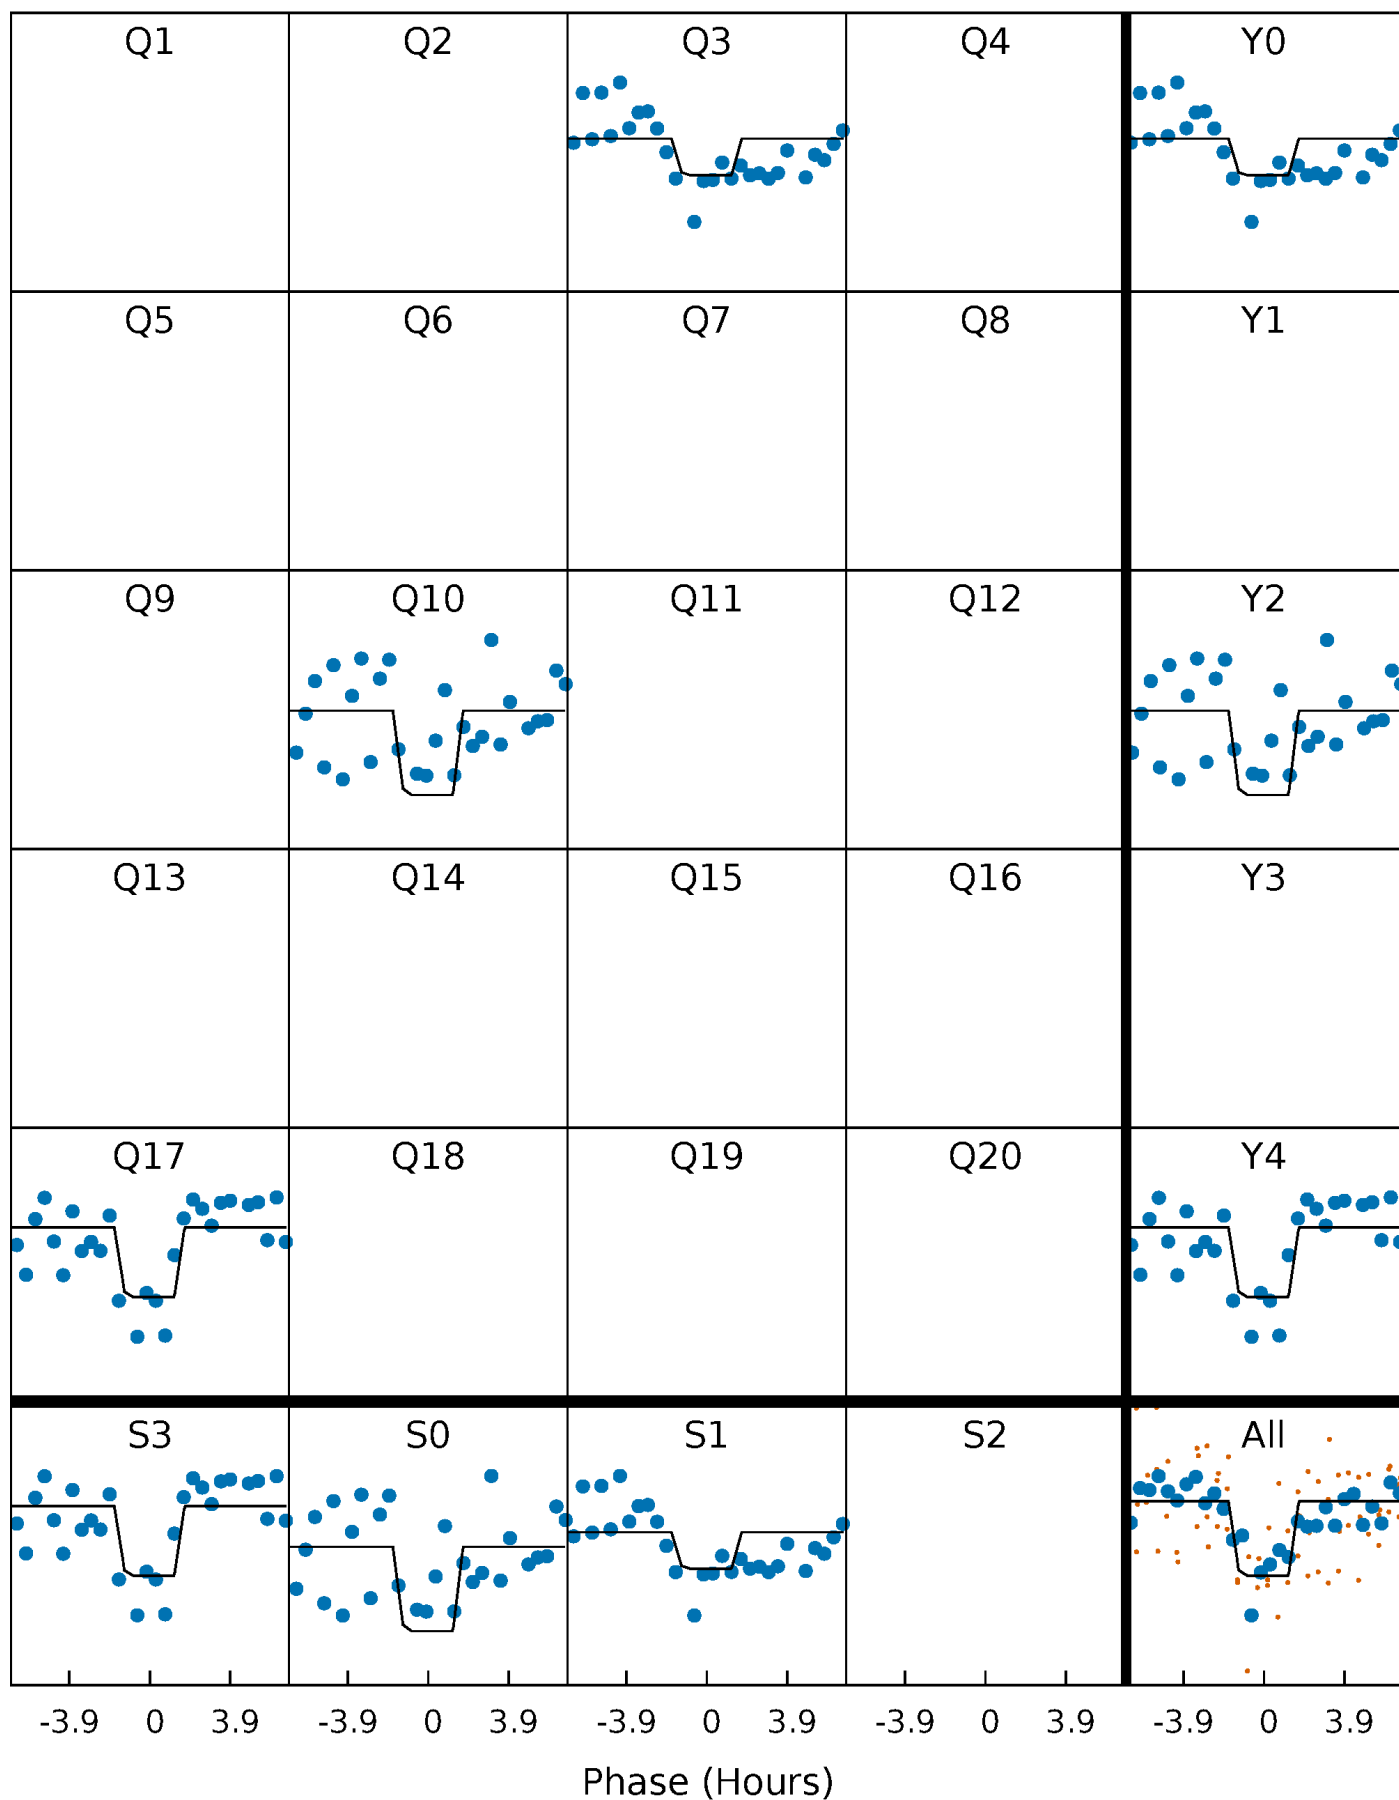 Q1 Q2 Q3 Q4 Y0
Q5 Q6 Q7 Q8 Y1
Q9 Q10 Q11 Q12 Y2
Q13 Q14 Q15 Q16 Y3
Q17 Q18 Q19 Q20 Y4
S3 S0 S1 S2 All
-3.9 0 3.9 -3.9 0 3.9 -3.9 0 3.9 -3.9 0 3.9 -3.9 0 3.9
Phase (Hours)